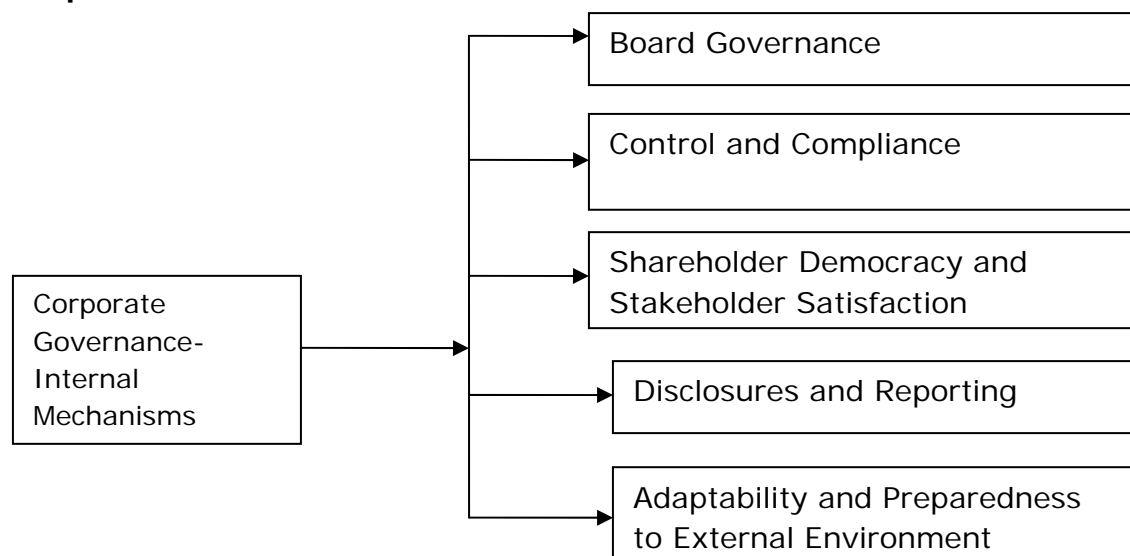 Board Governance
Control and Compliance
Shareholder Democracy and
Stakeholder Satisfaction
Corporate
Governance-
Internal
Mechanisms
Disclosures and Reporting
Adaptability and Preparedness
to External Environment